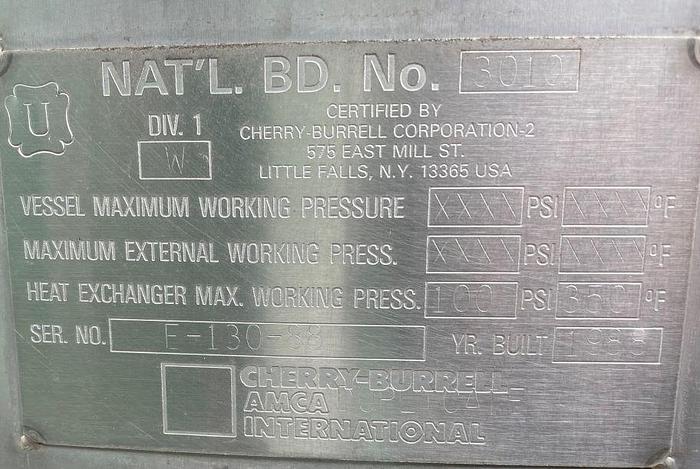 NAT'L. BD. No. 3010
U
DIV. 1
W
CERTIFIED BY
CHERRY-BURRELL CORPORATION-2
575 EAST MILL ST.
LITTLE FALLS, N.Y. 13365 USA
VESSEL MAXIMUM WORKING PRESSURE XXXX PSI XXXX °F
MAXIMUM EXTERNAL WORKING PRESS. XXXX PSI XXXX °F
HEAT EXCHANGER MAX. WORKING PRESS. 100 PSI 350 °F
SER. NO. E-130-88 YR. BUILT 1988
CHERRY-BURRELL
AMCA
INTERNATIONAL